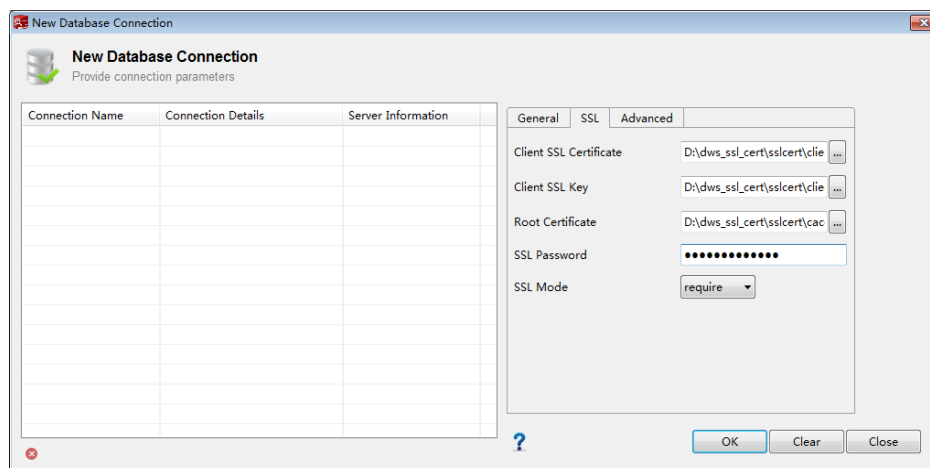 New Database Connection
New Database Connection
Provide connection parameters
Connection Name Connection Details Server Information
General SSL Advanced
Client SSL Certificate D:\dws_ssl_cert\sslcert\clie ...
Client SSL Key D:\dws_ssl_cert\sslcert\clie ...
Root Certificate D:\dws_ssl_cert\sslcert\cac ...
SSL Password ●●●●●●●●●●●●●
SSL Mode require
? OK Clear Close